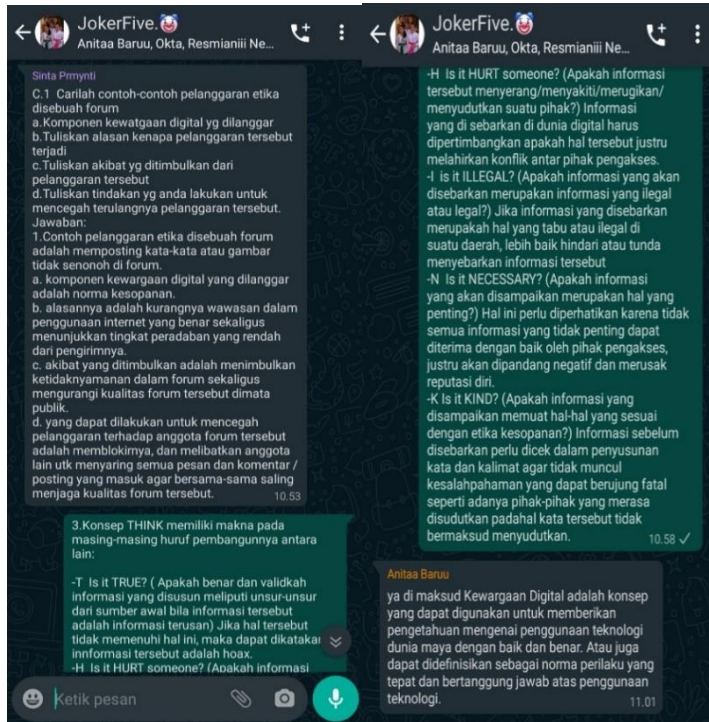 JokerFive.🤡
Anitaa Baruu, Okta, Resmianiii Ne...
Sinta Prmynti
C.1 Carilah contoh-contoh pelanggaran etika
disebuah forum
a.Komponen kewatgaan digital yg dilanggar
b.Tuliskan alasan kenapa pelanggaran tersebut
terjadi
c.Tuliskan akibat yg ditimbulkan dari
pelanggaran tersebut
d.Tuliskan tindakan yg anda lakukan untuk
mencegah terulangnya pelanggaran tersebut.
Jawaban:
1.Contoh pelanggaran etika disebuah forum
adalah memposting kata-kata atau gambar
tidak senonoh di forum.
a. komponen kewargaan digital yang dilanggar
adalah norma kesopanan.
b. alasannya adalah kurangnya wawasan dalam
penggunaan internet yang benar sekaligus
menunjukkan tingkat peradaban yang rendah
dari pengirimnya.
c. akibat yang ditimbulkan adalah menimbulkan
ketidaknyamanan dalam forum sekaligus
mengurangi kualitas forum tersebut dimata
publik.
d. yang dapat dilakukan untuk mencegah
pelanggaran terhadap anggota forum tersebut
adalah memblokirnya, dan melibatkan anggota
lain utk menyaring semua pesan dan komentar /
posting yang masuk agar bersama-sama saling
menjaga kualitas forum tersebut.
10.53
3.Konsep THINK memiliki makna pada
masing-masing huruf pembangunnya antara
lain:
-T Is it TRUE? ( Apakah benar dan validkah
informasi yang disusun meliputi unsur-unsur
dari sumber awal bila informasi tersebut
adalah informasi terusan) Jika hal tersebut
tidak memenuhi hal ini, maka dapat dikatakan
innformasi tersebut adalah hoax.
-H Is it HURT someone? (Apakah informasi
Ketik pesan
JokerFive.🤡
Anitaa Baruu, Okta, Resmianiii Ne...
-H Is it HURT someone? (Apakah informasi
tersebut menyerang/menyakiti/merugikan/
menyudutkan suatu pihak?) Informasi
yang di sebarkan di dunia digital harus
dipertimbangkan apakah hal tersebut justru
melahirkan konflik antar pihak pengakses.
-I is it ILLEGAL? (Apakah informasi yang akan
disebarkan merupakan informasi yang ilegal
atau legal?) Jika informasi yang disebarkan
merupakah hal yang tabu atau ilegal di
suatu daerah, lebih baik hindari atau tunda
menyebarkan informasi tersebut
-N Is it NECESSARY? (Apakah informasi
yang akan disampaikan merupakan hal yang
penting?) Hal ini perlu diperhatikan karena tidak
semua informasi yang tidak penting dapat
diterima dengan baik oleh pihak pengakses,
justru akan dipandang negatif dan merusak
reputasi diri.
-K Is it KIND? (Apakah informasi yang
disampaikan memuat hal-hal yang sesuai
dengan etika kesopanan?) Informasi sebelum
disebarkan perlu dicek dalam penyusunan
kata dan kalimat agar tidak muncul
kesalahpahaman yang dapat berujung fatal
seperti adanya pihak-pihak yang merasa
disudutkan padahal kata tersebut tidak
bermaksud menyudutkan.
10.58
Anitaa Baruu
ya di maksud Kewargaan Digital adalah konsep
yang dapat digunakan untuk memberikan
pengetahuan mengenai penggunaan teknologi
dunia maya dengan baik dan benar. Atau juga
dapat didefinisikan sebagai norma perilaku yang
tepat dan bertanggung jawab atas penggunaan
teknologi.
11.01